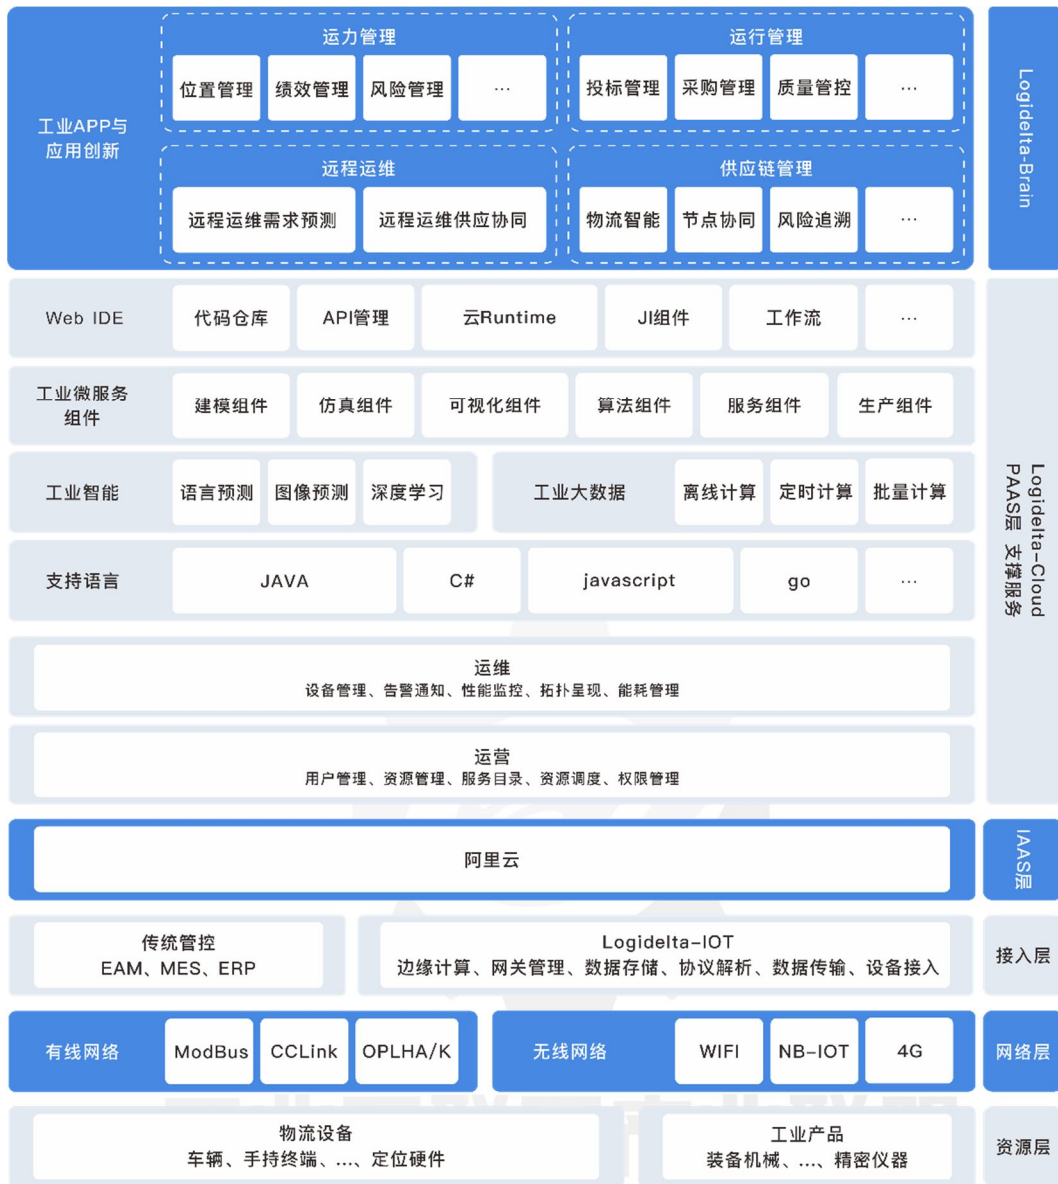 运力管理
位置管理
绩效管理
风险管理
...
运行管理
投标管理
采购管理
质量管控
...
工业APP与
应用创新
远程运维
远程运维需求预测
远程运维供应协同
供应链管理
物流智能
节点协同
风险追溯
...
Logidelta-Brain
Web IDE
代码仓库
API管理
云Runtime
JI组件
工作流
...
工业微服务
组件
建模组件
仿真组件
可视化组件
算法组件
服务组件
生产组件
工业智能
语言预测
图像预测
深度学习
工业大数据
离线计算
定时计算
批量计算
支持语言
JAVA
C#
javascript
go
...
运维
设备管理、告警通知、性能监控、拓扑呈现、能耗管理
运营
用户管理、资源管理、服务目录、资源调度、权限管理
Logidelta-Cloud
PAAS层 支撑服务
阿里云
IAAS层
传统管控
EAM、MES、ERP
Logidelta-IOT
边缘计算、网关管理、数据存储、协议解析、数据传输、设备接入
接入层
有线网络
ModBus
CCLink
OPLHA/K
无线网络
WIFI
NB-IOT
4G
网络层
物流设备
车辆、手持终端、...、定位硬件
工业产品
装备机械、...、精密仪器
资源层